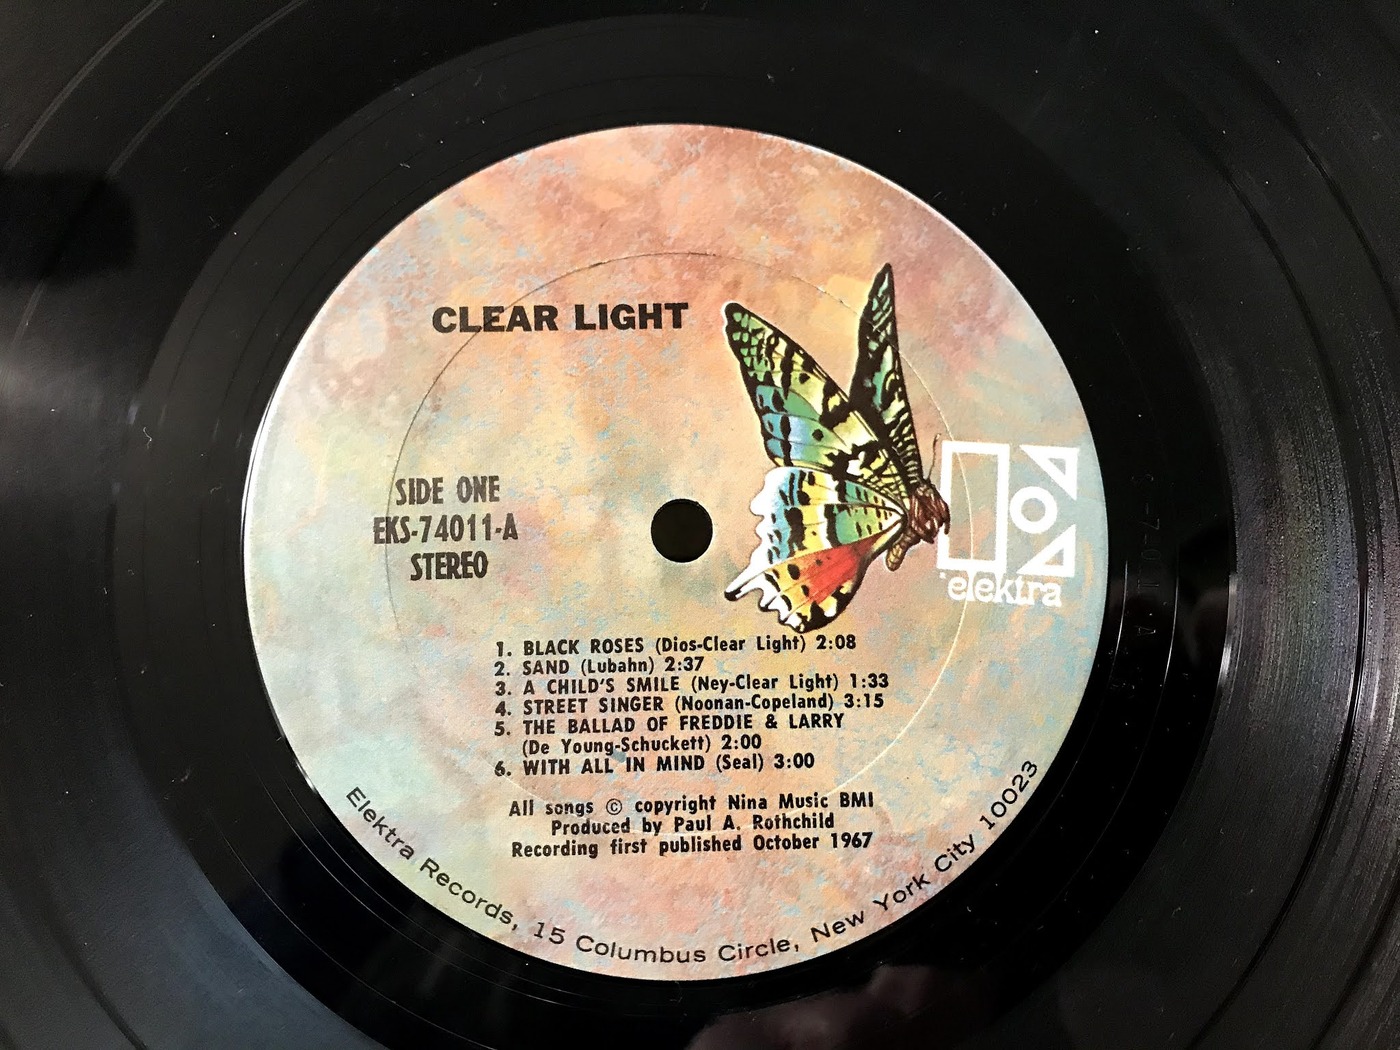 CLEAR LIGHT
SIDE ONE
EKS-74011-A
STEREO
elektra
1. BLACK ROSES (Dios-Clear Light) 2:08
2. SAND (Lubahn) 2:37
3. A CHILD'S SMILE (Ney-Clear Light) 1:33
4. STREET SINGER (Noonan-Copeland) 3:15
5. THE BALLAD OF FREDDIE & LARRY
(De Young-Schuckett) 2:00
6. WITH ALL IN MIND (Seal) 3:00
All songs © copyright Nina Music BMI
Produced by Paul A. Rothchild
Recording first published October 1967
Elektra Records, 15 Columbus Circle, New York City 10023